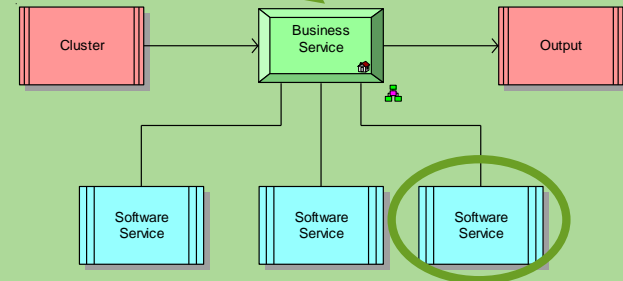 Cluster
Business
Service
Output
Software
Service
Software
Service
Software
Service